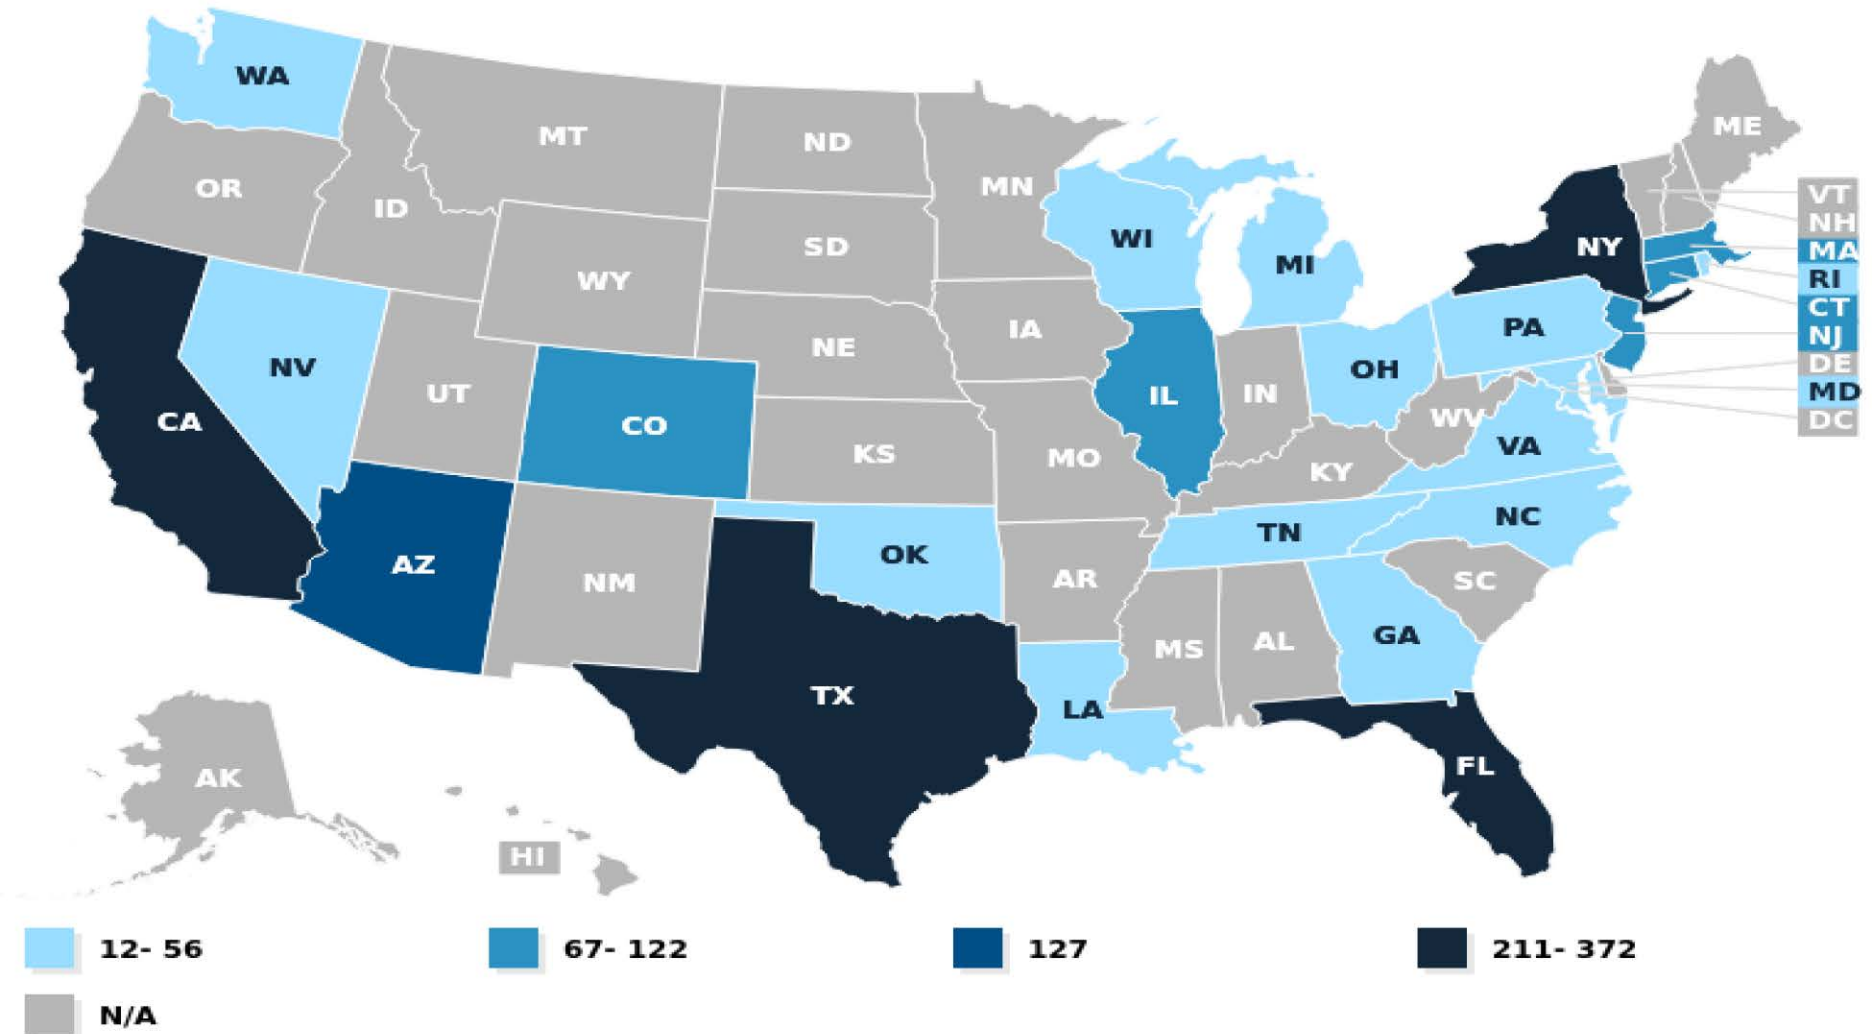 WA
MT
ND
MN
OR
ID
SD
WY
WI
MI
NY
ME
VT
NH
MA
RI
CT
NJ
DE
MD
DC
CA
NV
UT
CO
NE
KS
IA
MO
IL
IN
OH
PA
WV
VA
KY
AZ
NM
OK
AR
TN
NC
SC
TX
LA
MS
AL
GA
FL
AK
HI
12- 56
67- 122
127
211- 372
N/A